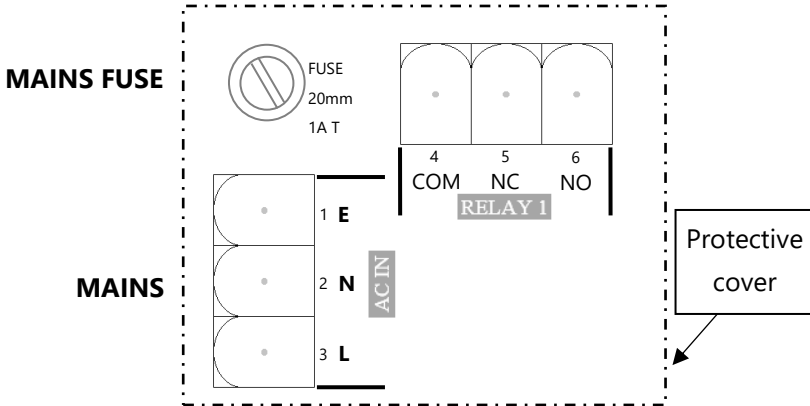 MAINS FUSE
FUSE
20mm
1A T
4 5 6
COM NC NO
RELAY 1
1 E
2 N
3 L
AC IN
MAINS
Protective
cover